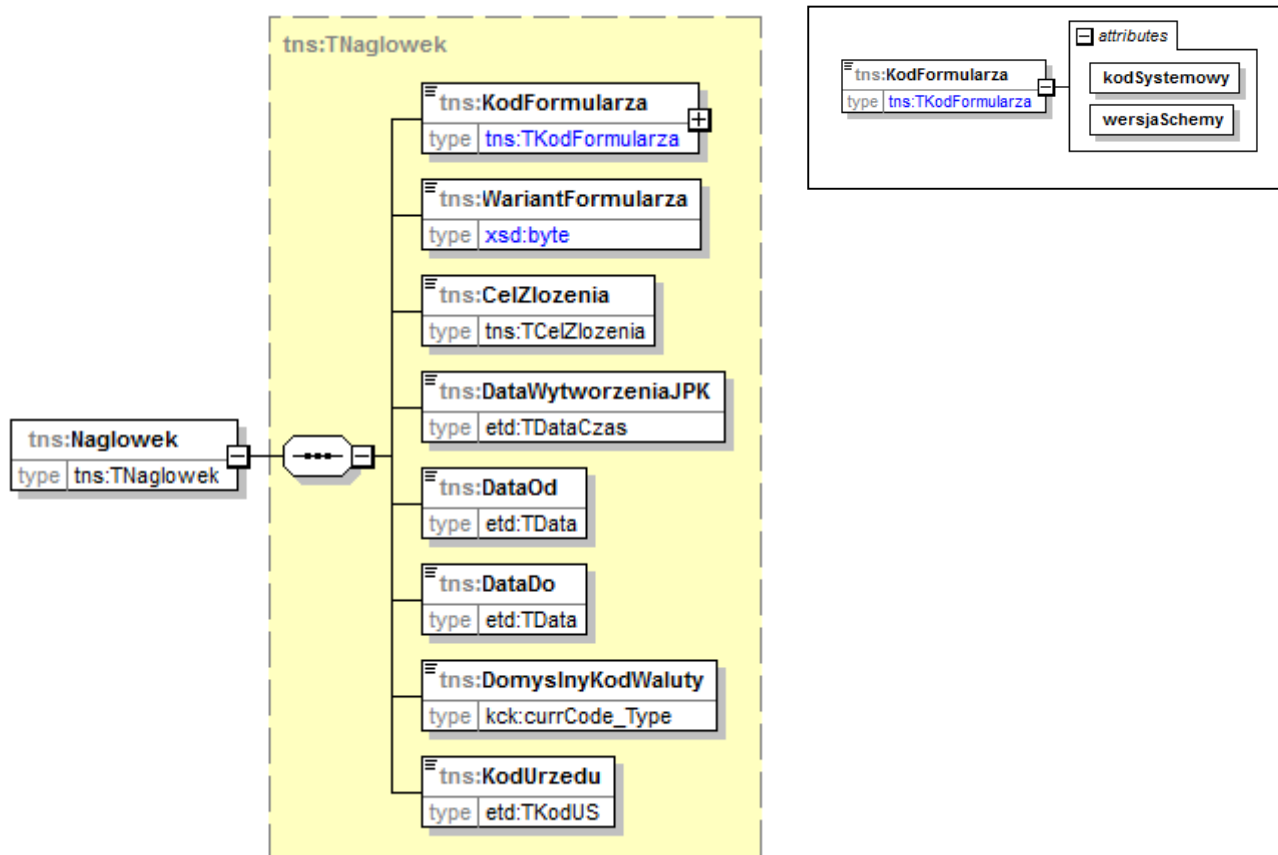 tns:TNaglowek
tns:KodFormularza
type tns:TKodFormularza
tns:WariantFormularza
type xsd:byte
tns:CelZlozenia
type tns:TCelZlozenia
tns:DataWytworzeniaJPK
type etd:TDataCzas
tns:Naglowek
type tns:TNaglowek
tns:DataOd
type etd:TData
tns:DataDo
type etd:TData
tns:DomyslnyKodWaluty
type kck:currCode_Type
tns:KodUrzedu
type etd:TKodUS
attributes
tns:KodFormularza
type tns:TKodFormularza
kodSystemowy
wersjaSchemy